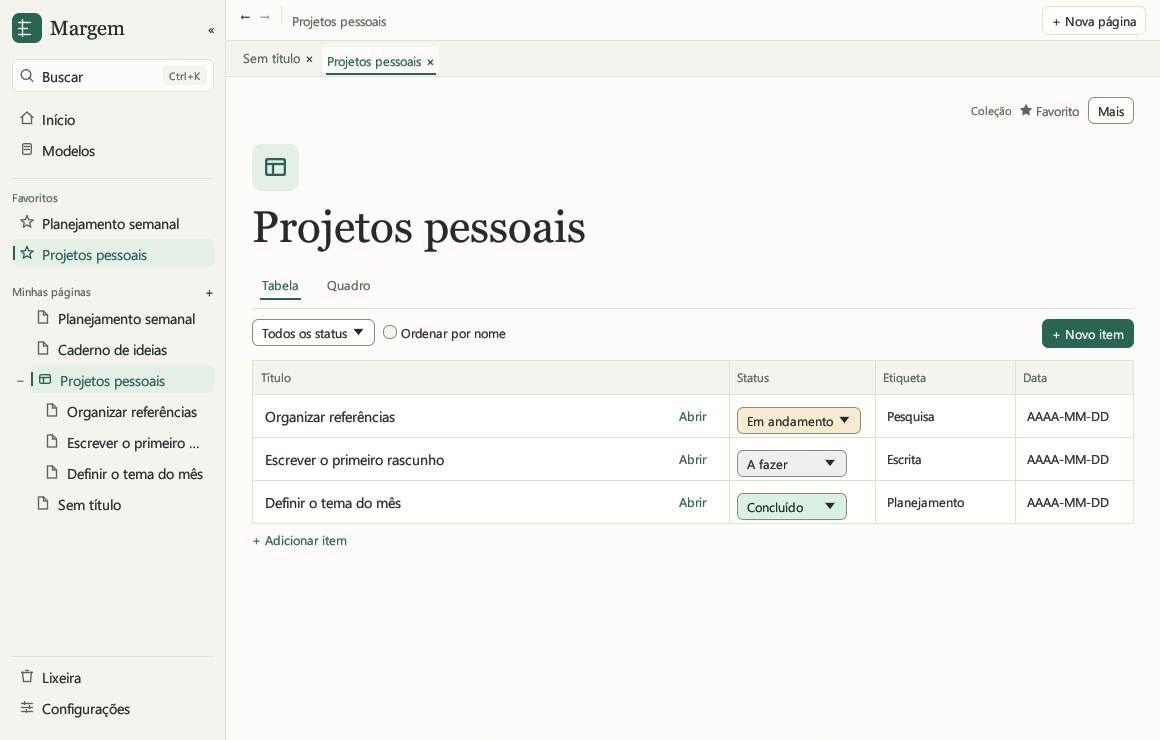 Margem
«
Buscar Ctrl+K
Início
Modelos
Favoritos
Planejamento semanal
Projetos pessoais
Minhas páginas +
Planejamento semanal
Caderno de ideias
– Projetos pessoais
Organizar referências
Escrever o primeiro ...
Definir o tema do mês
Sem título
Lixeira
Configurações
← → Projetos pessoais
+ Nova página
Sem título × Projetos pessoais ×
Coleção ★ Favorito Mais
Projetos pessoais
Tabela Quadro
Todos os status ▼ Ordenar por nome
+ Novo item
Título Status Etiqueta Data
Organizar referências Abrir Em andamento ▼ Pesquisa AAAA-MM-DD
Escrever o primeiro rascunho Abrir A fazer ▼ Escrita AAAA-MM-DD
Definir o tema do mês Abrir Concluído ▼ Planejamento AAAA-MM-DD
+ Adicionar item